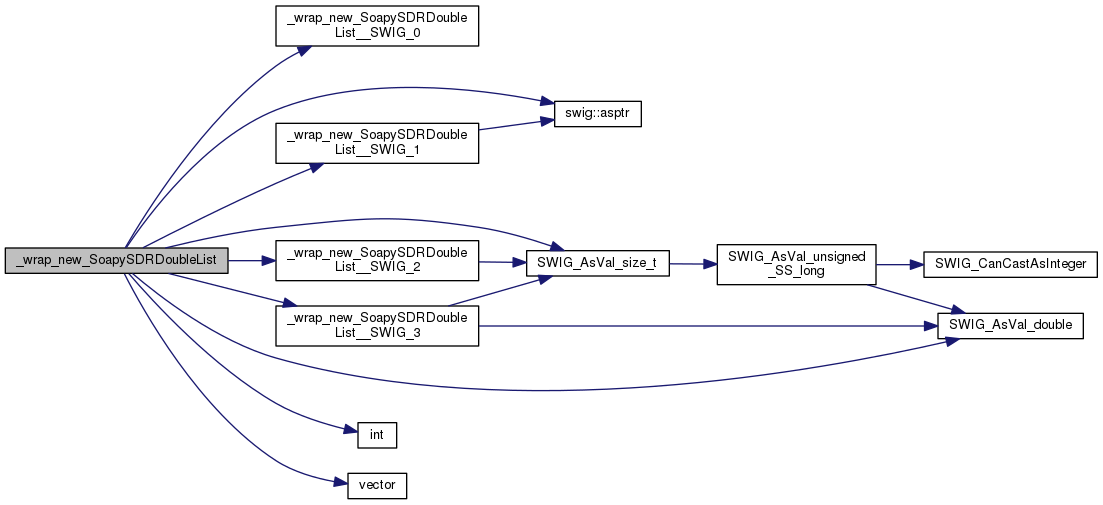 _wrap_new_SoapySDRDouble
List__SWIG_0
swig::asptr
_wrap_new_SoapySDRDouble
List__SWIG_1
_wrap_new_SoapySDRDoubleList
_wrap_new_SoapySDRDouble
List__SWIG_2
SWIG_AsVal_size_t
SWIG_AsVal_unsigned
_SS_long
SWIG_CanCastAsInteger
_wrap_new_SoapySDRDouble
List__SWIG_3
SWIG_AsVal_double
int
vector